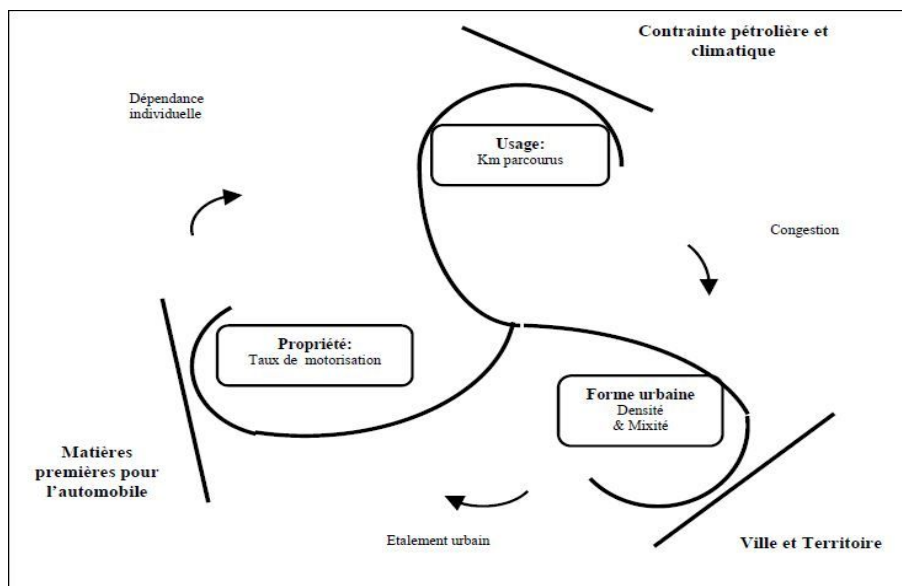 Contrainte pétrolière et
climatique
Dépendance
individuelle
Usage:
Km parcourus
Congestion
Propriété:
Taux de motorisation
Forme urbaine
Densité
& Mixité
Matières
premières pour
l'automobile
Etalement urbain
Ville et Territoire